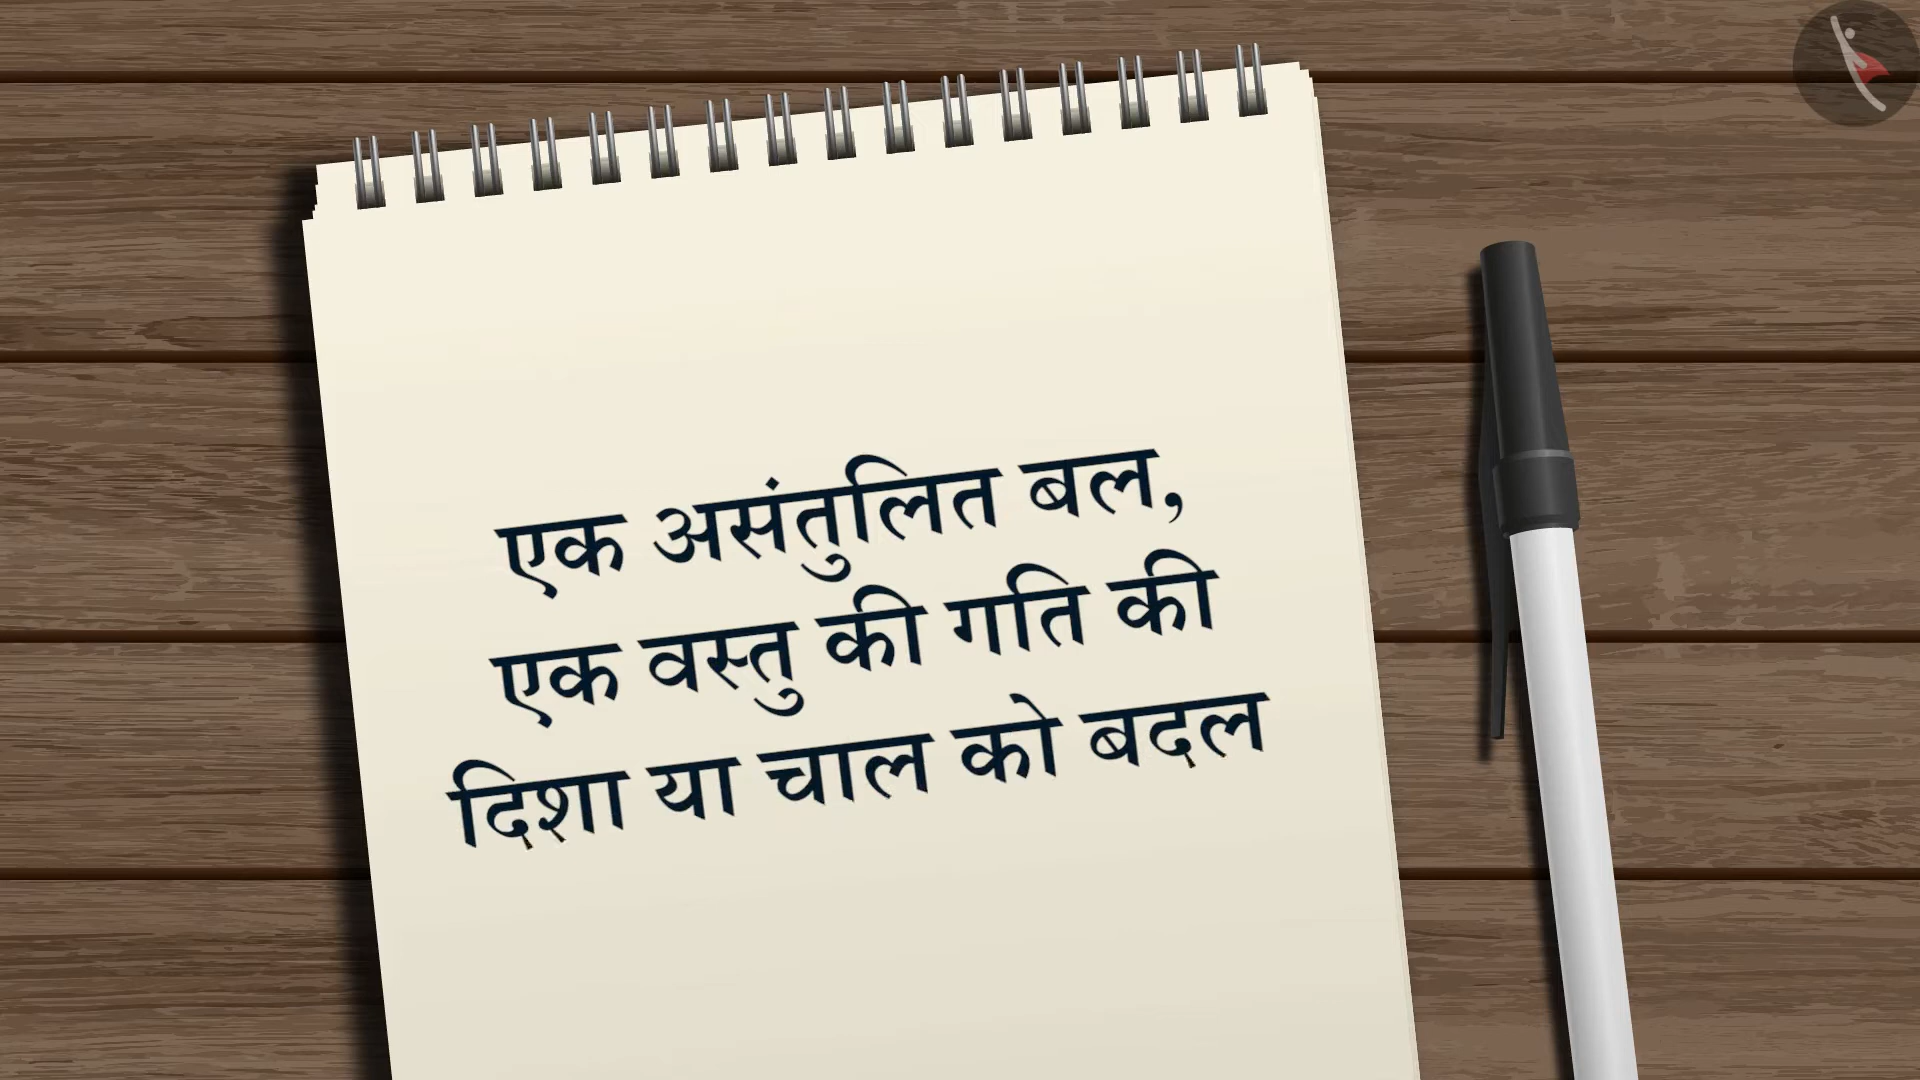 एक असंतुलित बल,
एक वस्तु की गति की
दिशा या चाल को बदल